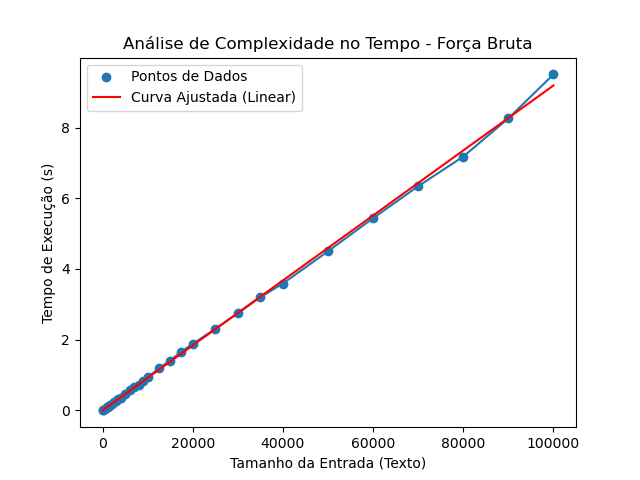 Análise de Complexidade no Tempo - Força Bruta
Pontos de Dados
Curva Ajustada (Linear)
Tempo de Execução (s)
8
6
4
2
0
0 20000 40000 60000 80000 100000
Tamanho da Entrada (Texto)